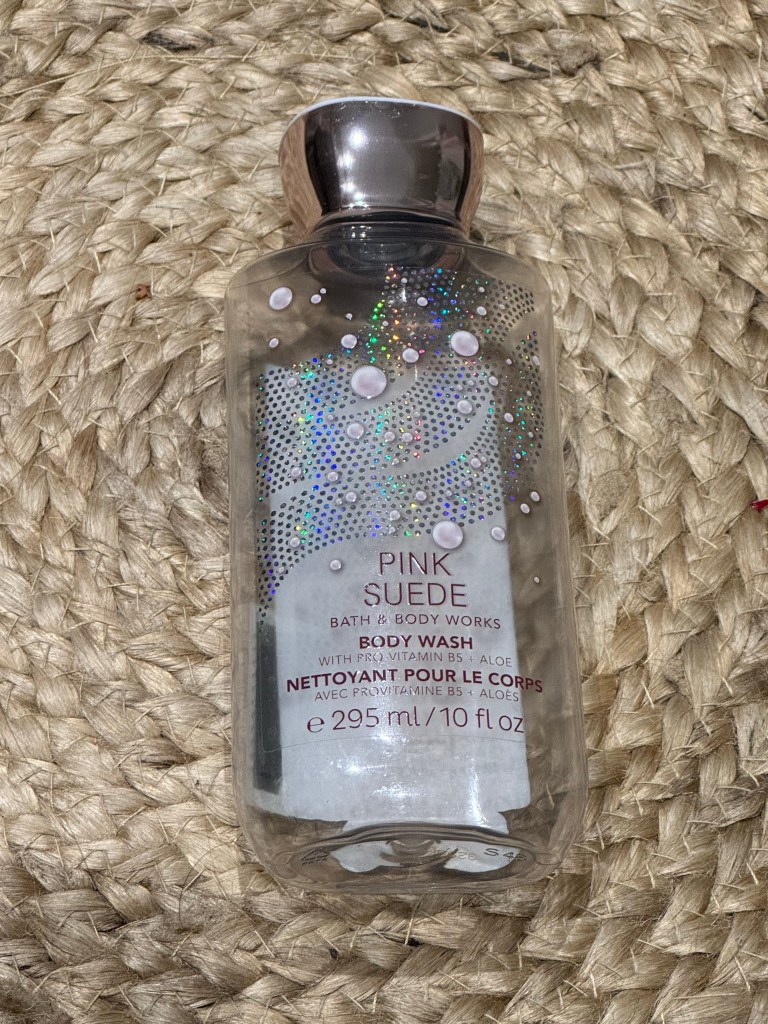 PINK
SUEDE
BATH & BODY WORKS
BODY WASH
WITH PRO-VITAMIN B5 + ALOE
NETTOYANT POUR LE CORPS
AVEC PROVITAMINE B5 + ALOÈS
e 295 ml / 10 fl oz